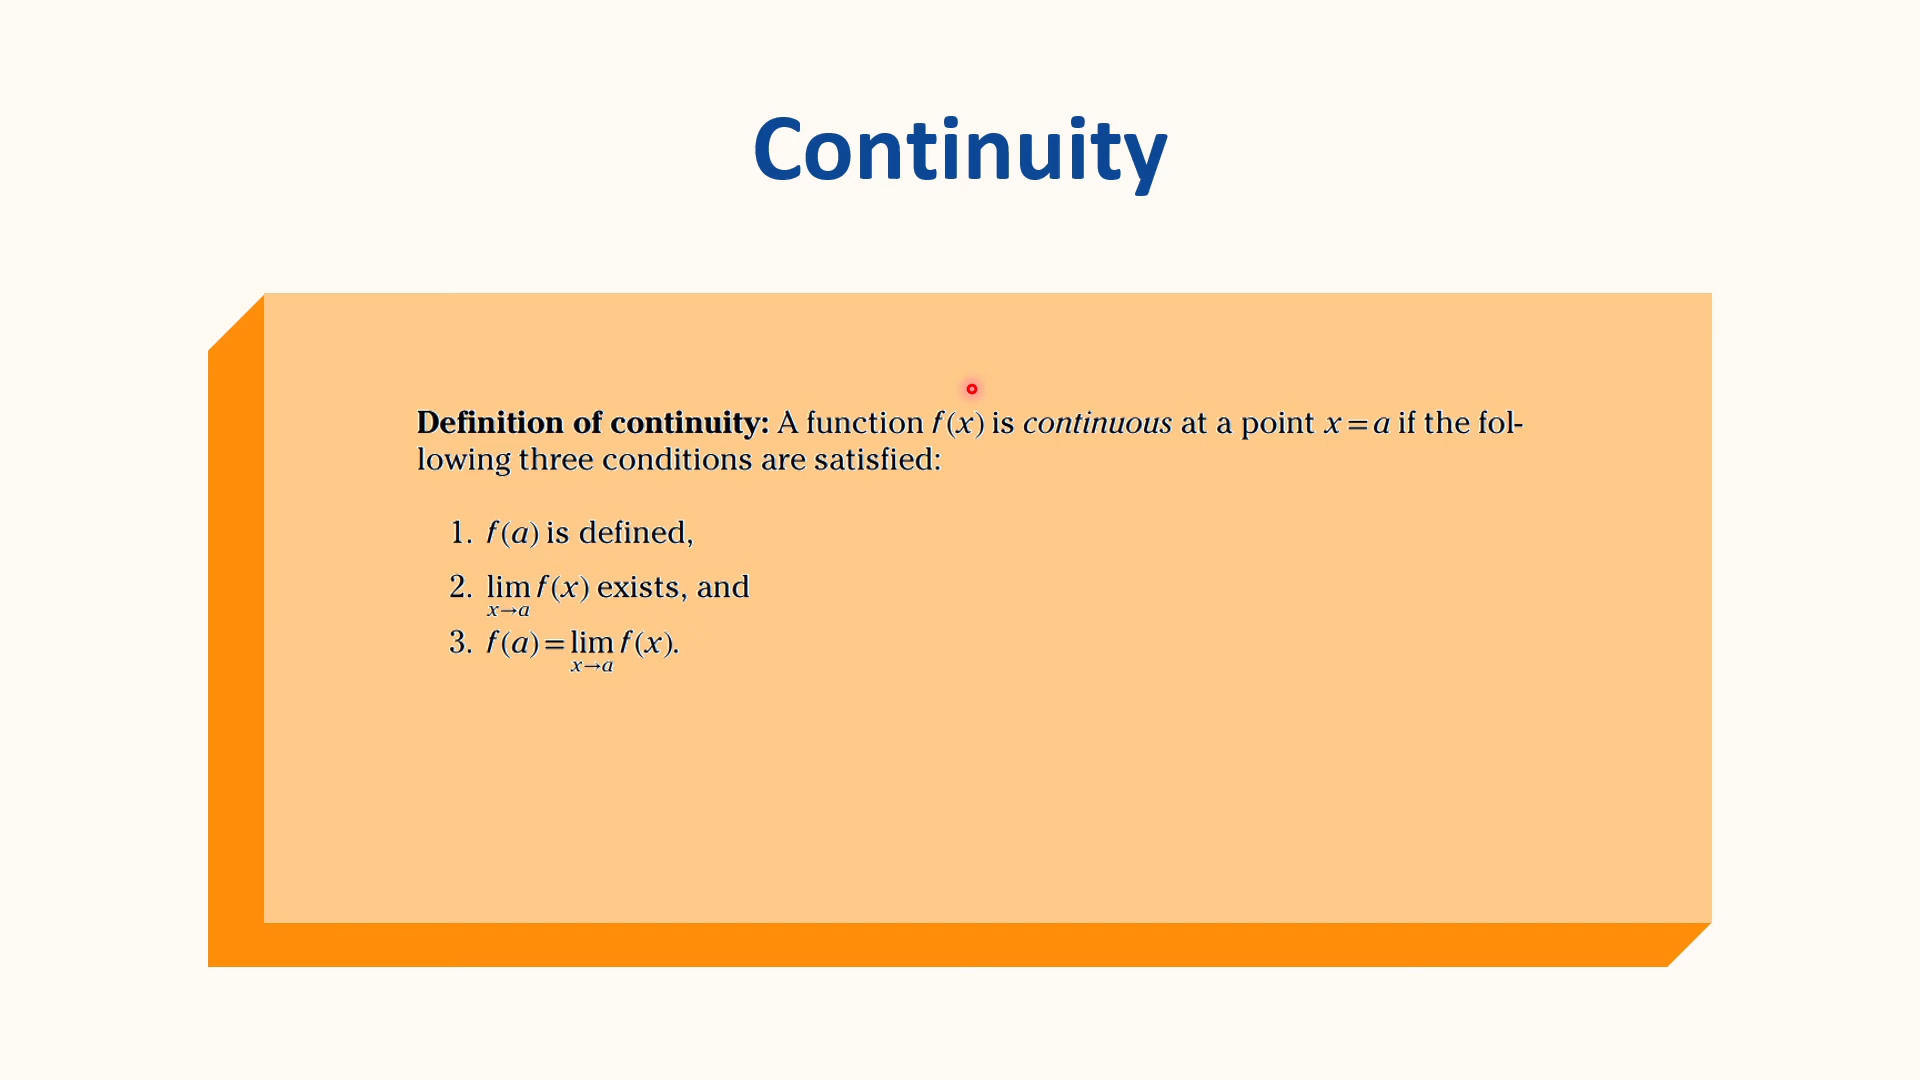 Continuity
Definition of continuity: A function f(x) is continuous at a point x=a if the fol-
lowing three conditions are satisfied:
1. f(a) is defined,
2. lim f(x) exists, and
x→a
3. f(a)=lim f(x).
x→a